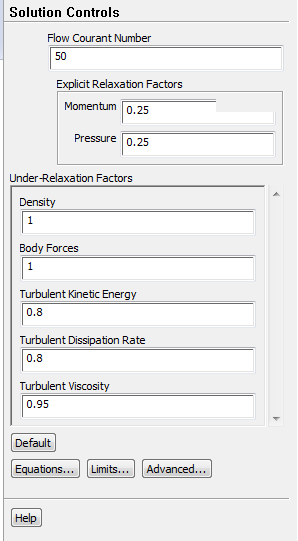 Solution Controls
Flow Courant Number
50
Explicit Relaxation Factors
Momentum 0.25
Pressure 0.25
Under-Relaxation Factors
Density
1
Body Forces
1
Turbulent Kinetic Energy
0.8
Turbulent Dissipation Rate
0.8
Turbulent Viscosity
0.95
Default
Equations... Limits... Advanced...
Help